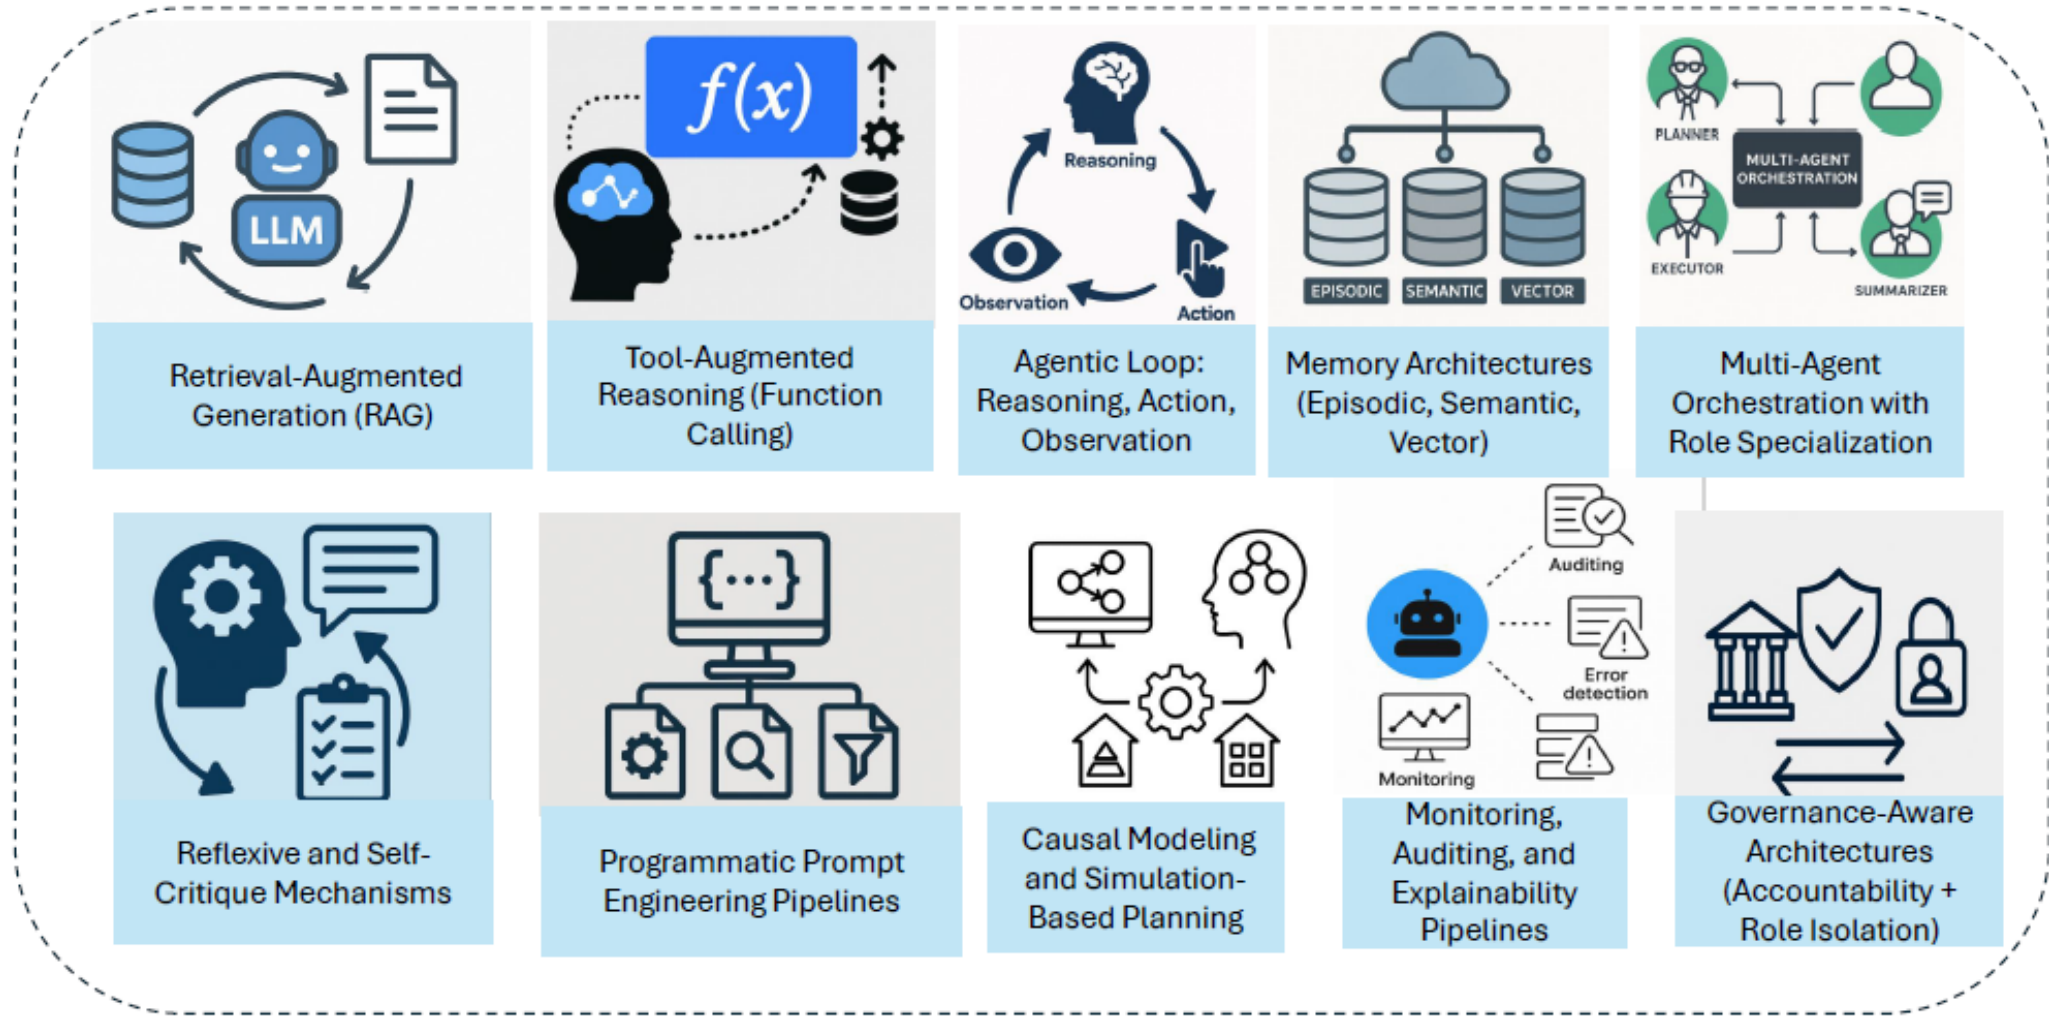 LLM
Retrieval-Augmented
Generation (RAG)
f(x)
Tool-Augmented
Reasoning (Function
Calling)
Reasoning
Observation
Action
Agentic Loop:
Reasoning, Action,
Observation
EPISODIC
SEMANTIC
VECTOR
Memory Architectures
(Episodic, Semantic,
Vector)
PLANNER
MULTI-AGENT
ORCHESTRATION
EXECUTOR
SUMMARIZER
Multi-Agent
Orchestration with
Role Specialization
Reflexive and Self-
Critique Mechanisms
{···}
Programmatic Prompt
Engineering Pipelines
Causal Modeling
and Simulation-
Based Planning
Auditing
Error
detection
Monitoring
Monitoring,
Auditing, and
Explainability
Pipelines
Governance-Aware
Architectures
(Accountability +
Role Isolation)